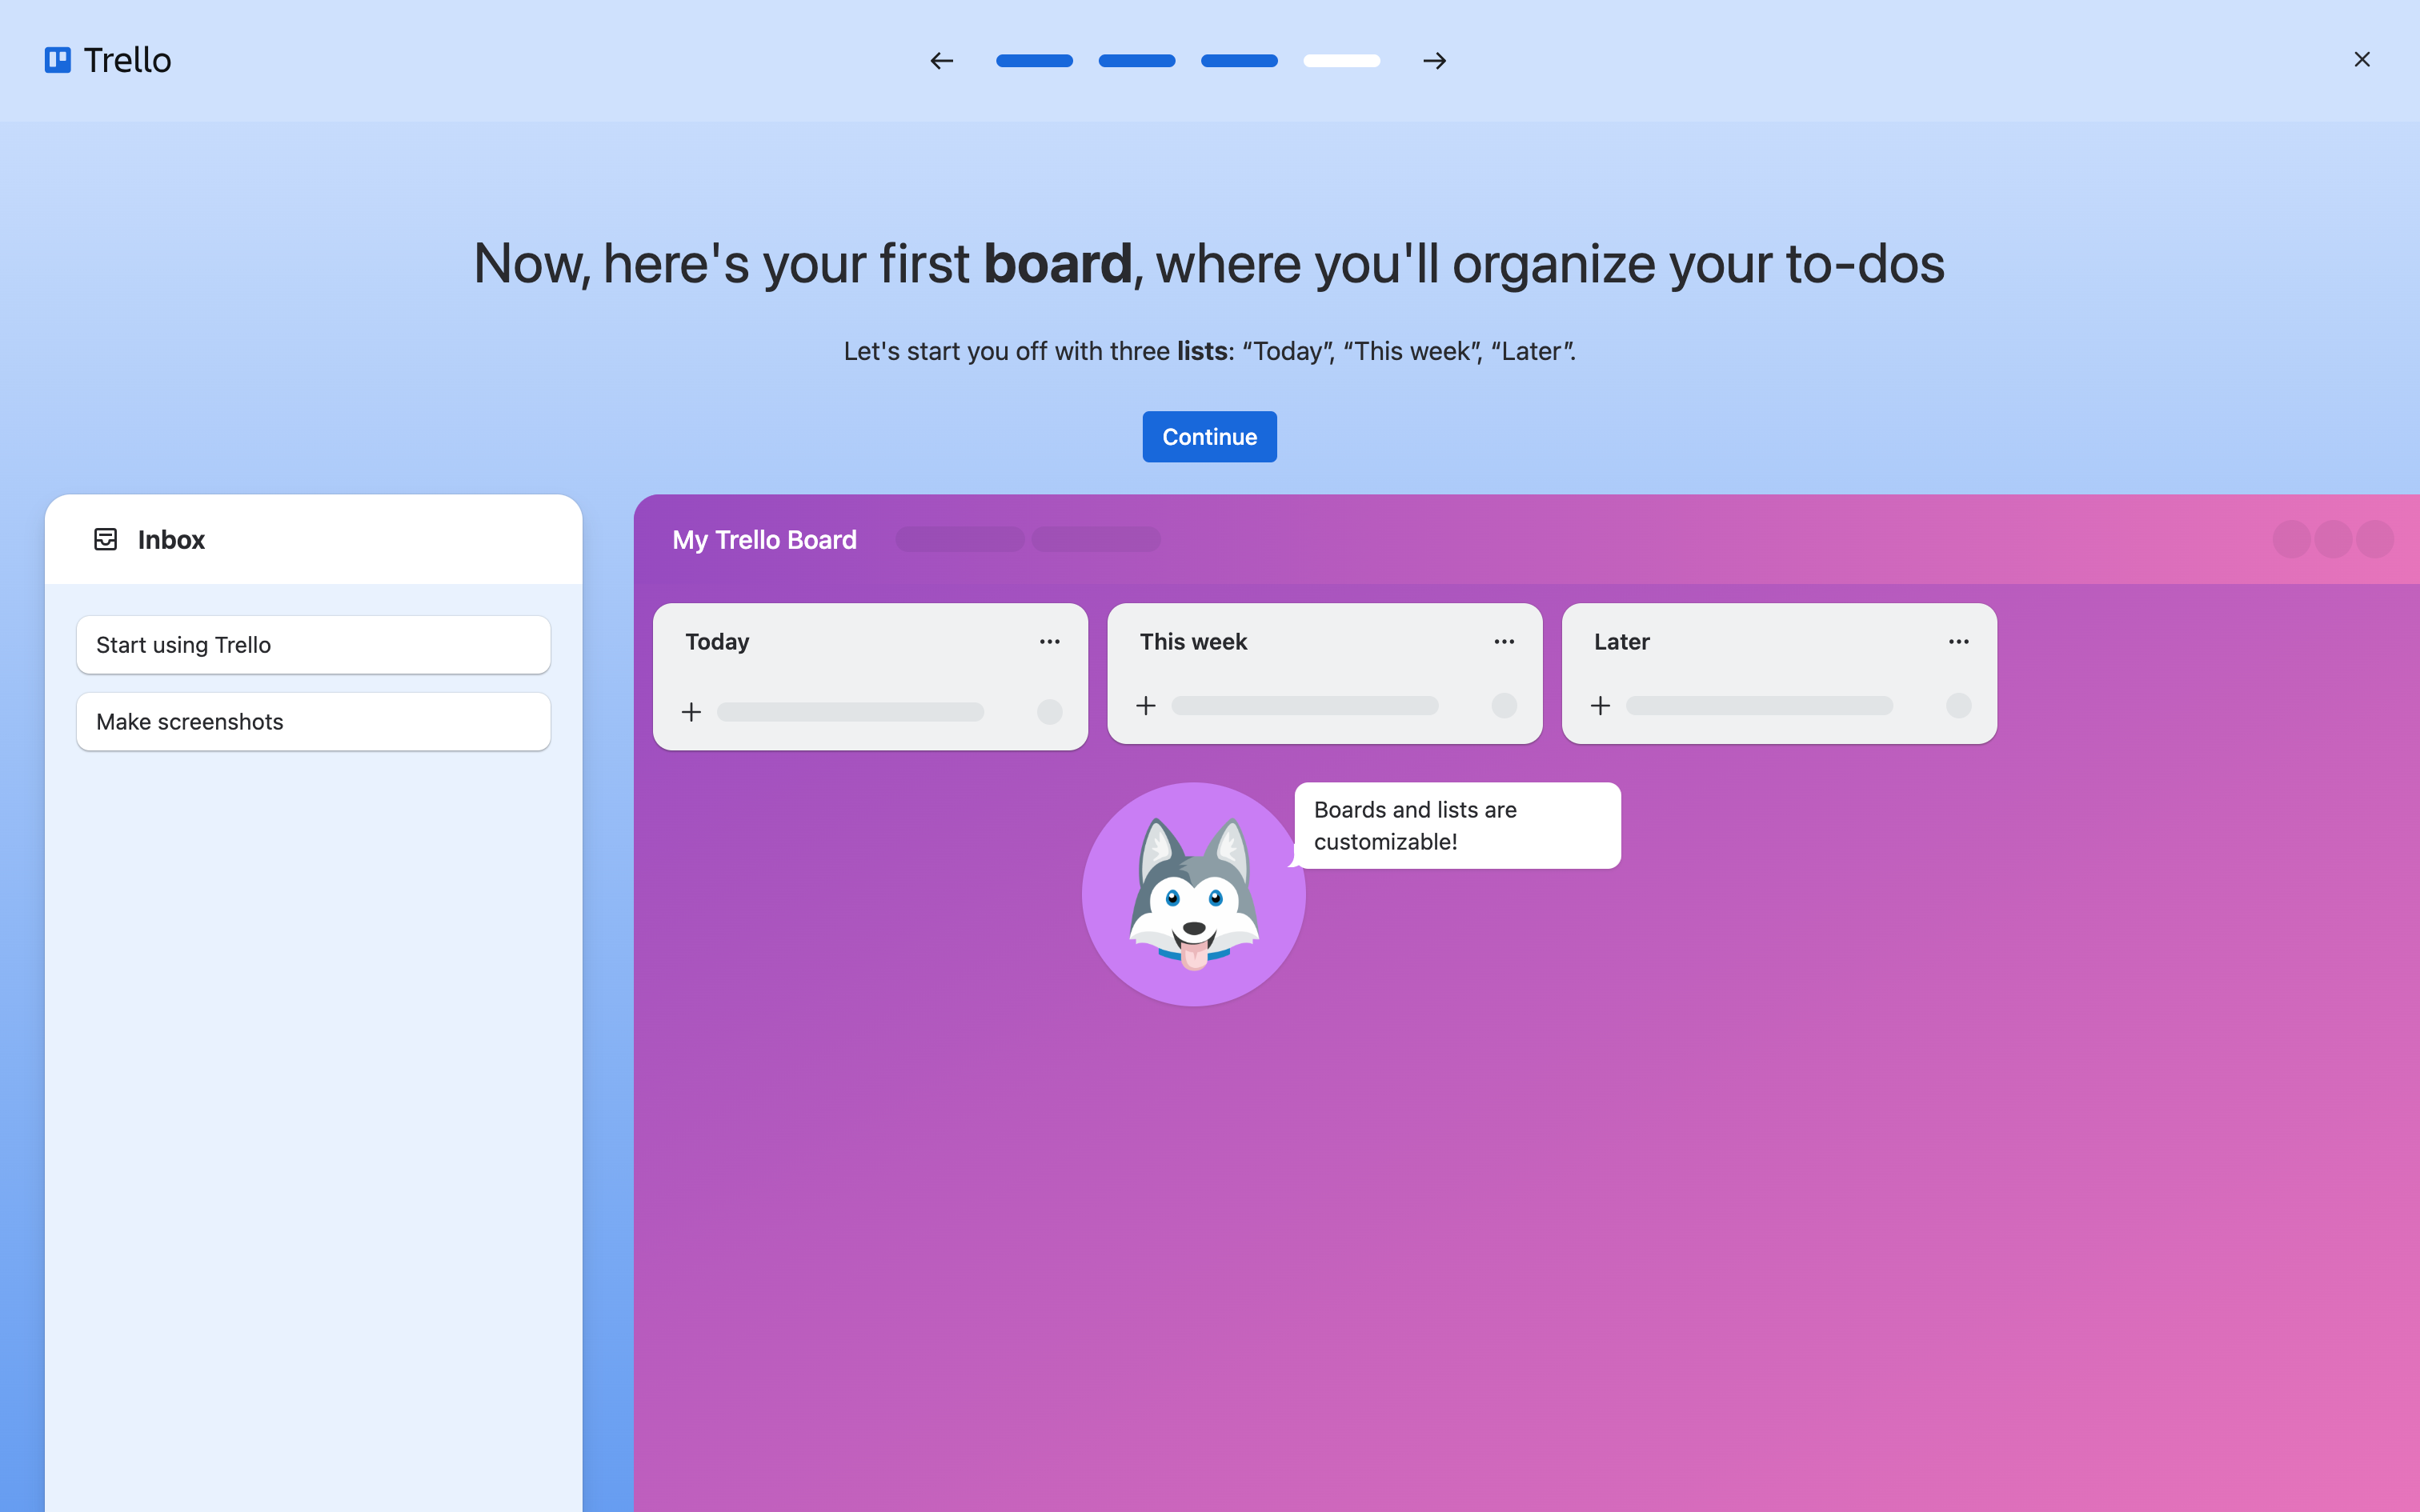 Trello
Now, here's your first board, where you'll organize your to-dos
Let's start you off with three lists: “Today”, “This week”, “Later”.
Continue
Inbox
Start using Trello
Make screenshots
My Trello Board
Today
This week
Later
Boards and lists are
customizable!